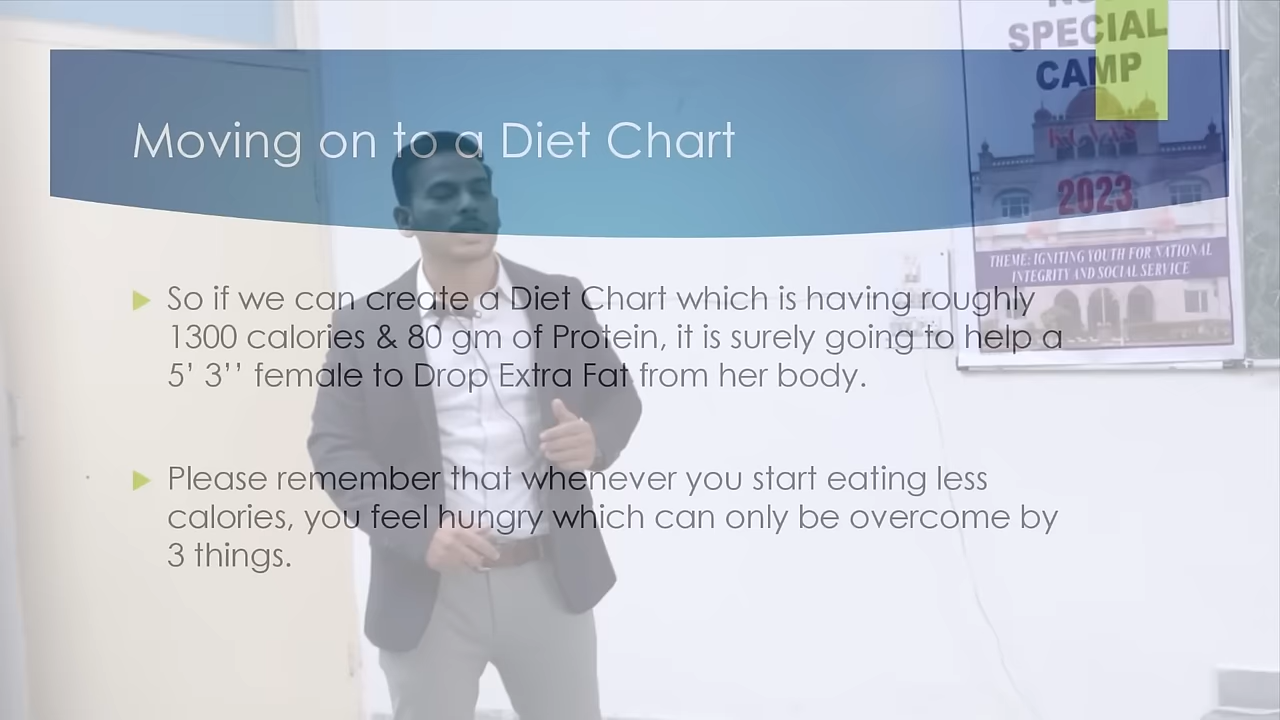 SPECIAL
CAMP
Moving on to a Diet Chart
2023
THEME: IGNITING YOUTH FOR NATIONAL
INTEGRITY AND SOCIAL SERVICE
So if we can create a Diet Chart which is having roughly
1300 calories & 80 gm of Protein, it is surely going to help a
5’ 3’’ female to Drop Extra Fat from her body.
Please remember that whenever you start eating less
calories, you feel hungry which can only be overcome by
3 things.